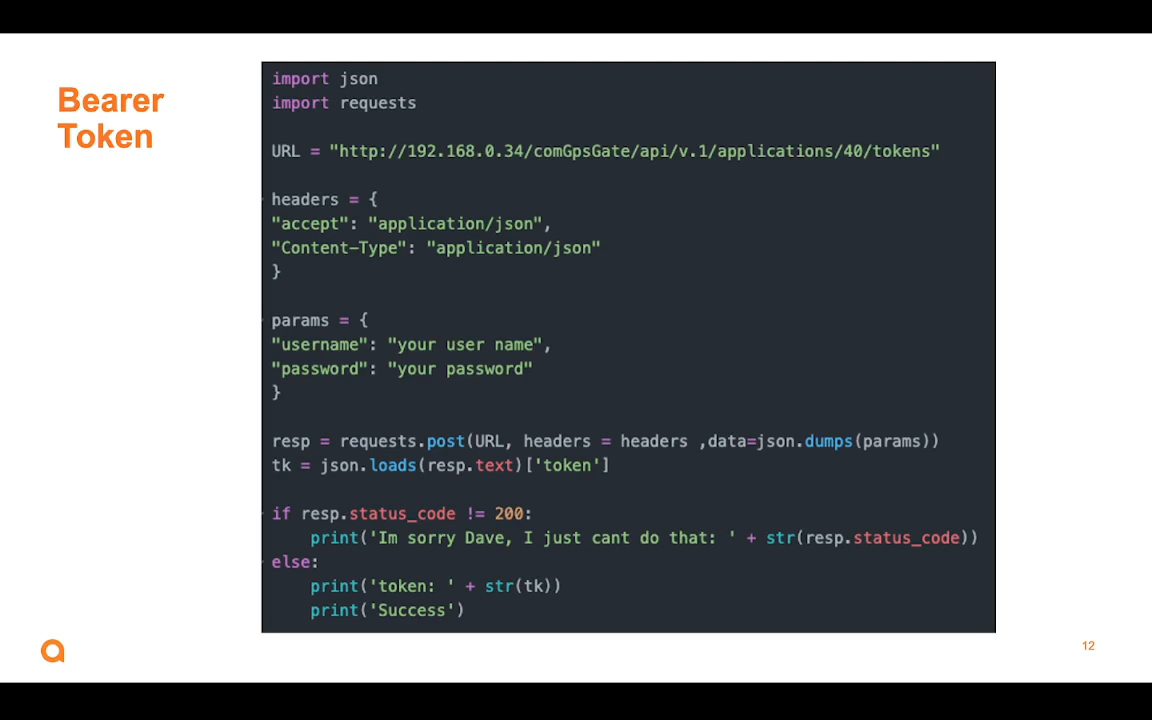 Bearer
Token
import json
import requests
URL = "http://192.168.0.34/comGpsGate/api/v.1/applications/40/tokens"
headers = {
"accept": "application/json",
"Content-Type": "application/json"
}
params = {
"username": "your user name",
"password": "your password"
}
resp = requests.post(URL, headers = headers ,data=json.dumps(params))
tk = json.loads(resp.text)['token']
if resp.status_code != 200:
    print('Im sorry Dave, I just cant do that: ' + str(resp.status_code))
else:
    print('token: ' + str(tk))
    print('Success')
12